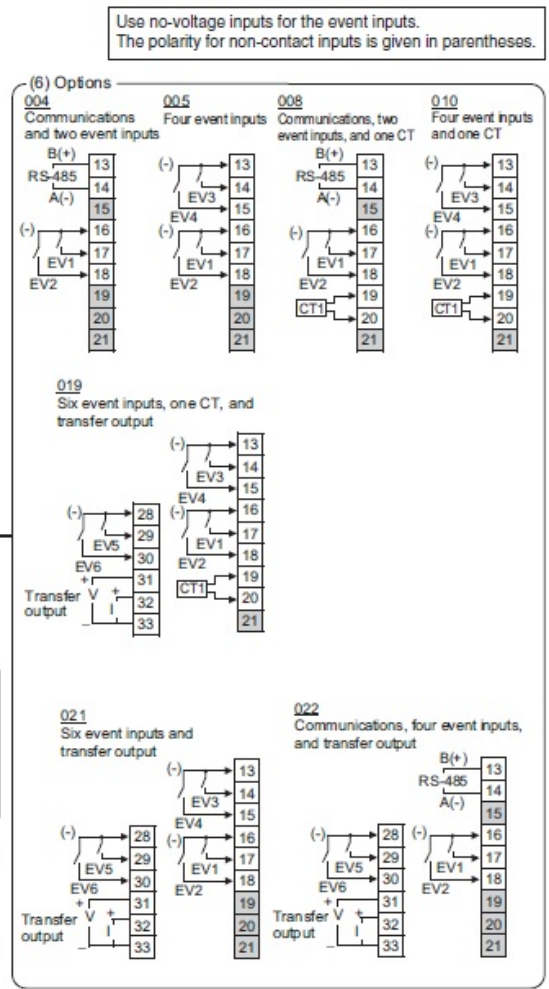 Use no-voltage inputs for the event inputs.
The polarity for non-contact inputs is given in parentheses.
(6) Options
004
Communications
and two event inputs
B(+)
RS-485
A(-)
13
14
15
(-)
16
17
18
EV1
EV2
19
20
21
005
Four event inputs
(-)
13
14
15
EV3
EV4
(-)
16
17
18
EV1
EV2
19
20
21
008
Communications, two
event inputs, and one CT
B(+)
RS-485
A(-)
13
14
15
(-)
16
17
18
EV1
EV2
CT1
19
20
21
010
Four event inputs
and one CT
(-)
13
14
15
EV3
EV4
(-)
16
17
18
EV1
EV2
CT1
19
20
21
019
Six event inputs, one CT, and
transfer output
(-)
28
29
30
EV5
EV6
Transfer
output
+
V
-
+
I
31
32
33
(-)
13
14
15
EV3
EV4
(-)
16
17
18
EV1
EV2
CT1
19
20
21
021
Six event inputs and
transfer output
(-)
28
29
30
EV5
EV6
Transfer
output
+
V
-
+
I
31
32
33
(-)
13
14
15
EV3
EV4
(-)
16
17
18
EV1
EV2
19
20
21
022
Communications, four event inputs,
and transfer output
(-)
28
29
30
EV5
EV6
Transfer
output
+
V
-
+
I
31
32
33
B(+)
RS-485
A(-)
13
14
15
(-)
16
17
18
EV1
EV2
19
20
21